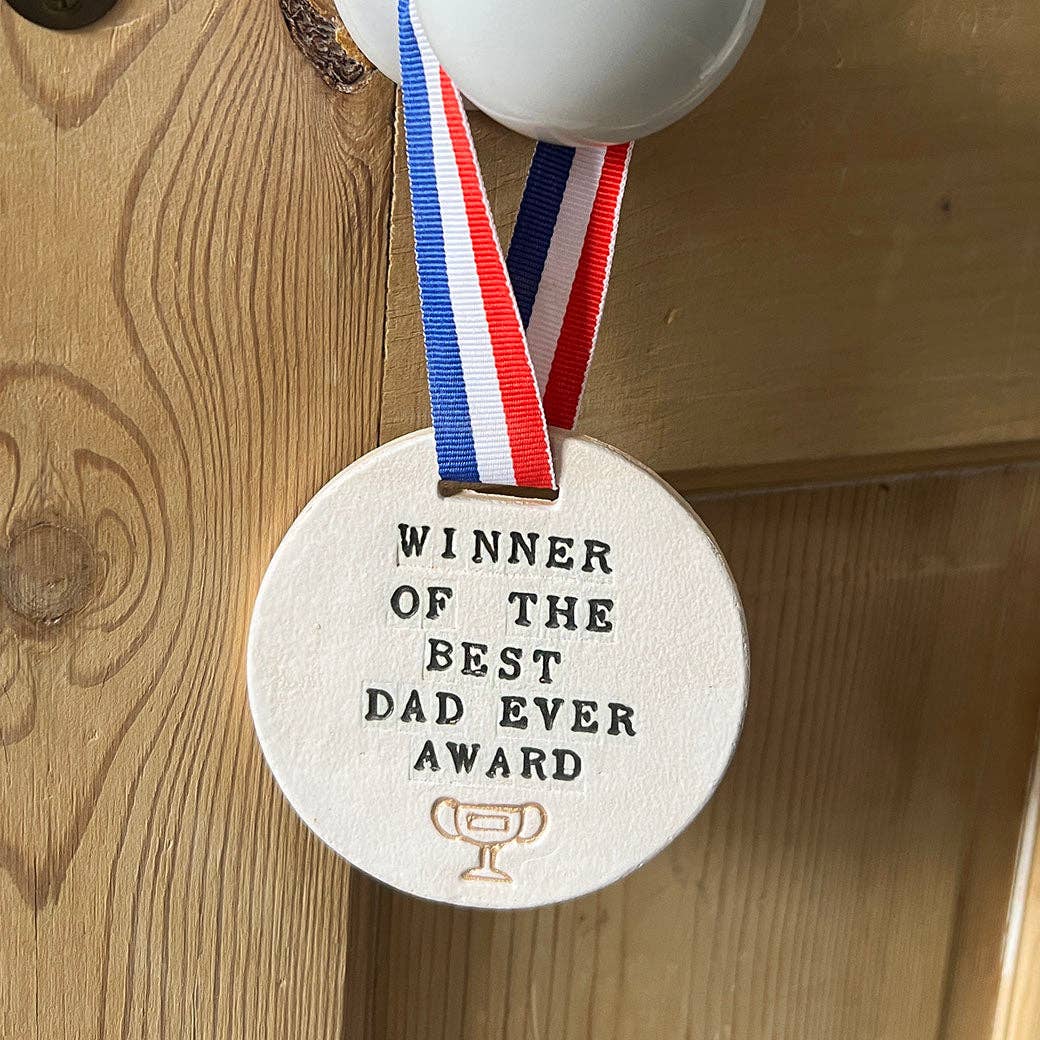 WINNER
OF THE
BEST
DAD EVER
AWARD